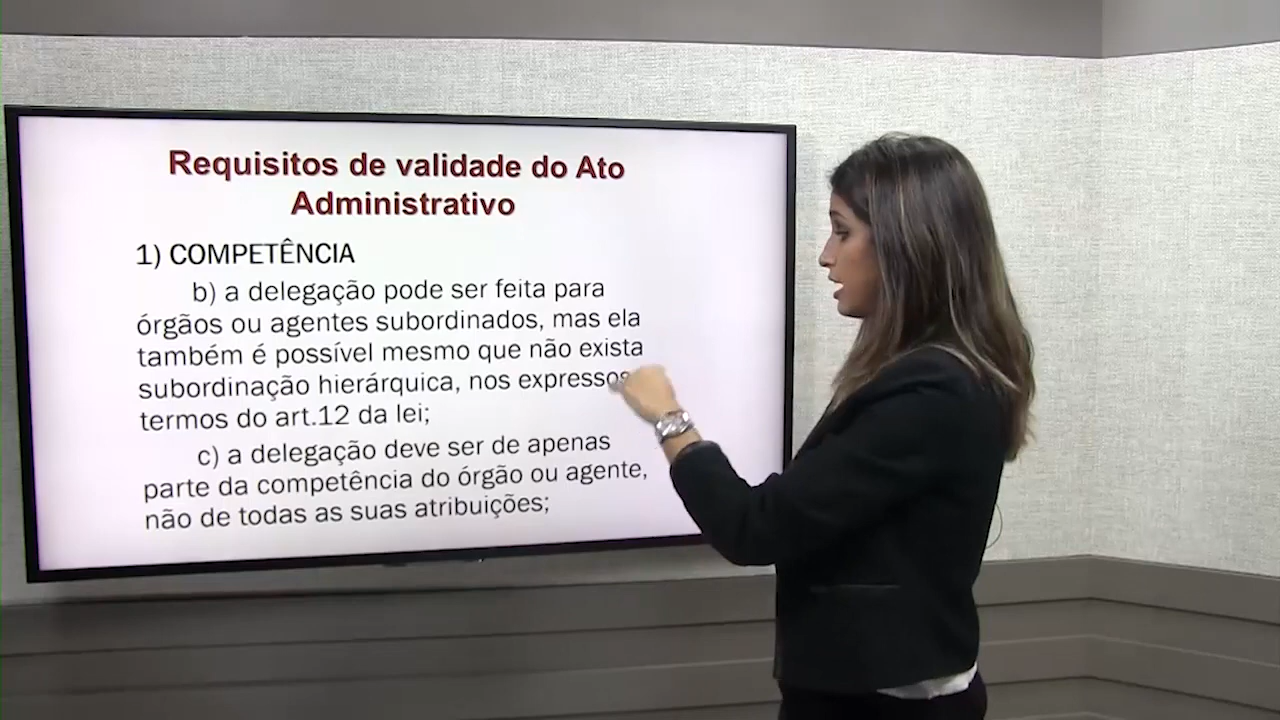 Requisitos de validade do Ato
Administrativo
1) COMPETÊNCIA
b) a delegação pode ser feita para
órgãos ou agentes subordinados, mas ela
também é possível mesmo que não exista
subordinação hierárquica, nos expressos
termos do art.12 da lei;
c) a delegação deve ser de apenas
parte da competência do órgão ou agente,
não de todas as suas atribuições;